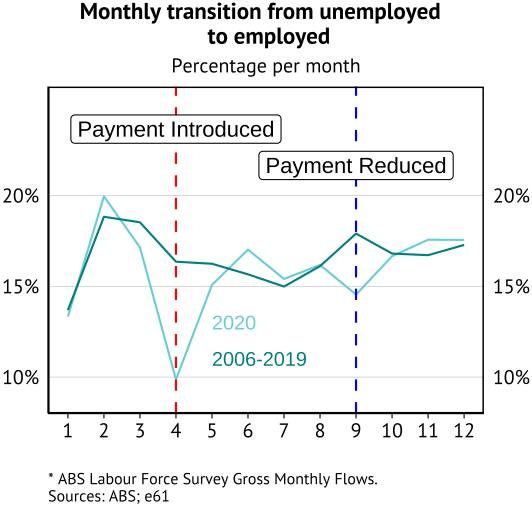 Monthly transition from unemployed
to employed
Percentage per month
Payment Introduced
Payment Reduced
20% 20%
15% 15%
2020
2006-2019
10% 10%
1 2 3 4 5 6 7 8 9 10 11 12
* ABS Labour Force Survey Gross Monthly Flows.
Sources: ABS; e61